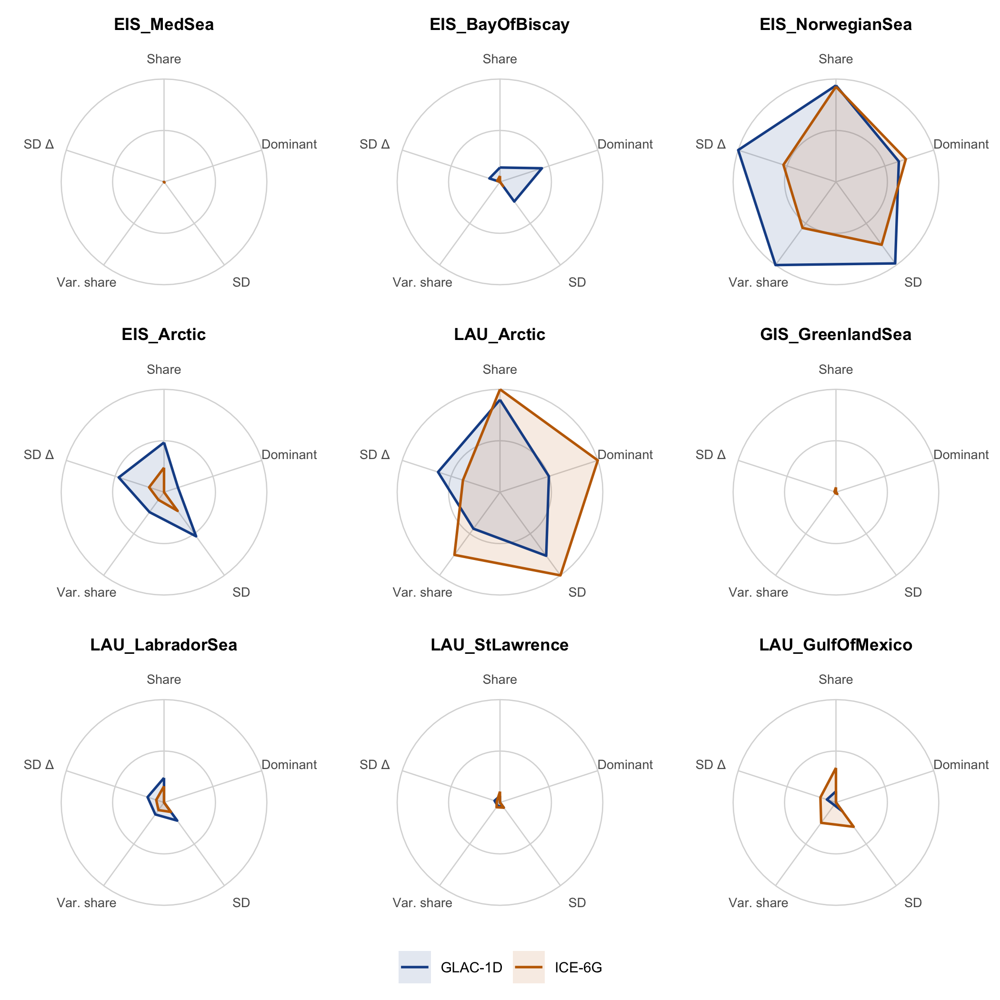 EIS_MedSea EIS_BayOfBiscay EIS_NorwegianSea
Share Share Share
SD Δ Dominant SD Δ Dominant SD Δ Dominant
Var. share SD Var. share SD Var. share SD
EIS_Arctic LAU_Arctic GIS_GreenlandSea
Share Share Share
SD Δ Dominant SD Δ Dominant SD Δ Dominant
Var. share SD Var. share SD Var. share SD
LAU_LabradorSea LAU_StLawrence LAU_GulfOfMexico
Share Share Share
SD Δ Dominant SD Δ Dominant SD Δ Dominant
Var. share SD Var. share SD Var. share SD
GLAC-1D ICE-6G